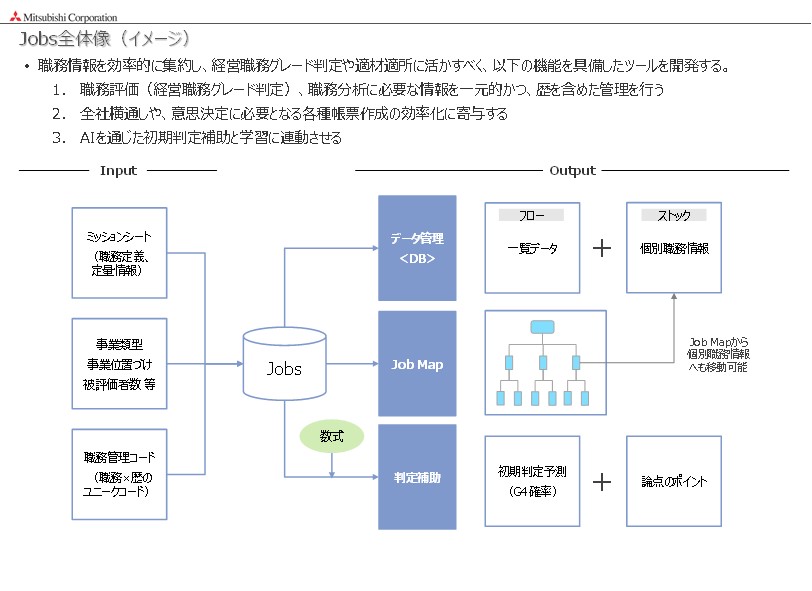 Mitsubishi Corporation
Jobs全体像（イメージ）
• 職務情報を効率的に集約し、経営職務グレード判定や適材適所に活かすべく、以下の機能を具備したツールを開発する。
1. 職務評価（経営職務グレード判定）、職務分析に必要な情報を一元的かつ、歴を含めた管理を行う
2. 全社横通しや、意思決定に必要となる各種帳票作成の効率化に寄与する
3. AIを通じた初期判定補助と学習に連動させる
Input
Output
ミッションシート
（職務定義、
定量情報）
事業類型
事業位置づけ
被評価者数 等
職務管理コード
（職務×歴の
ユニークコード）
Jobs
数式
データ管理
<DB>
フロー
一覧データ
＋
ストック
個別職務情報
Job Map
Job Mapから
個別職務情報
へも移動可能
判定補助
初期判定予測
（G4確率）
＋
論点のポイント